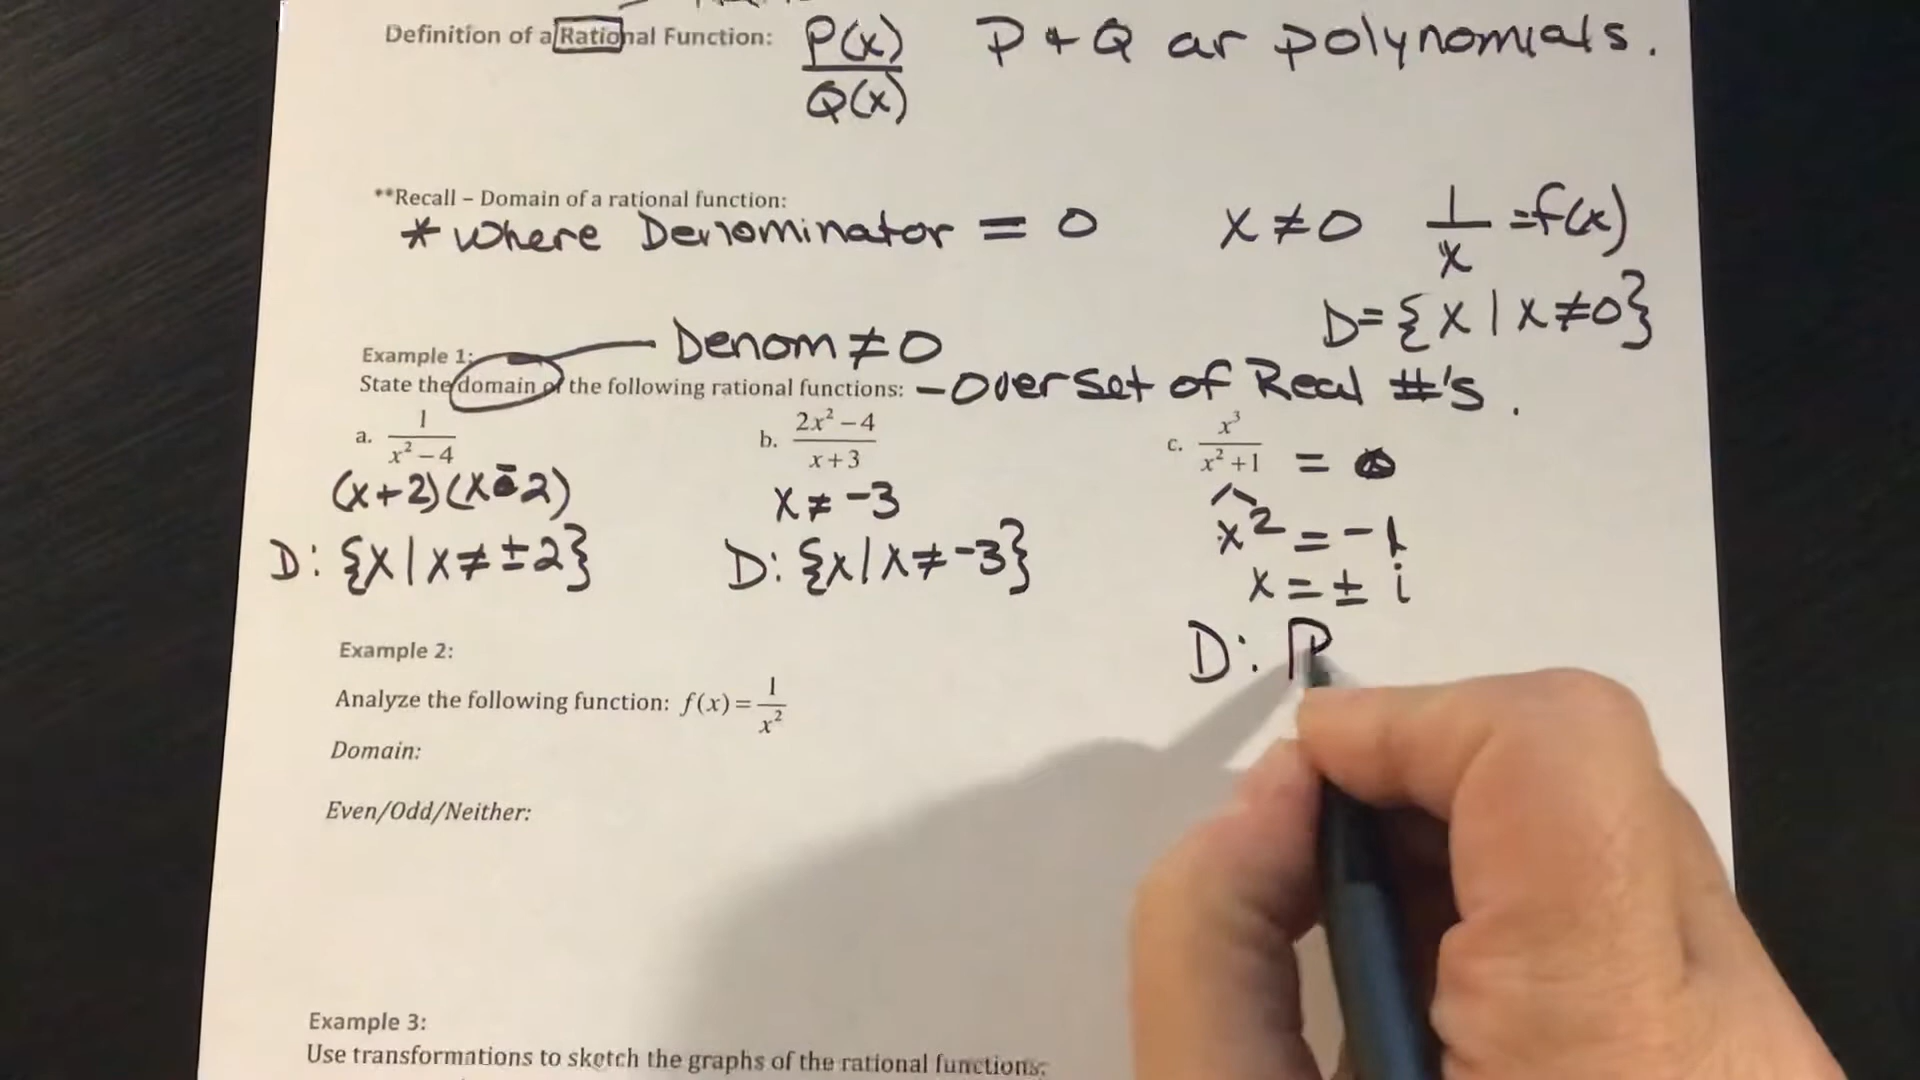 Definition of a Rational Function: P(x)/Q(x) P + Q ar polynomials.
**Recall – Domain of a rational function:
* where Denominator = 0 x ≠ 0 1/x = f(x)
D = {x | x ≠ 0}
Denom ≠ 0
Example 1:
State the domain of the following rational functions: – Over set of Real #'s.
a. 1/(x² – 4) b. (2x² – 4)/(x + 3) c. x³/(x² + 1) =
(x+2)(x-2) x ≠ -3 x² = -1
x = ± i
D: {x | x ≠ ±2} D: {x | x ≠ -3}
D:
Example 2:
Analyze the following function: f(x) = 1/x²
Domain:
Even/Odd/Neither:
Example 3:
Use transformations to sketch the graphs of the rational functions.